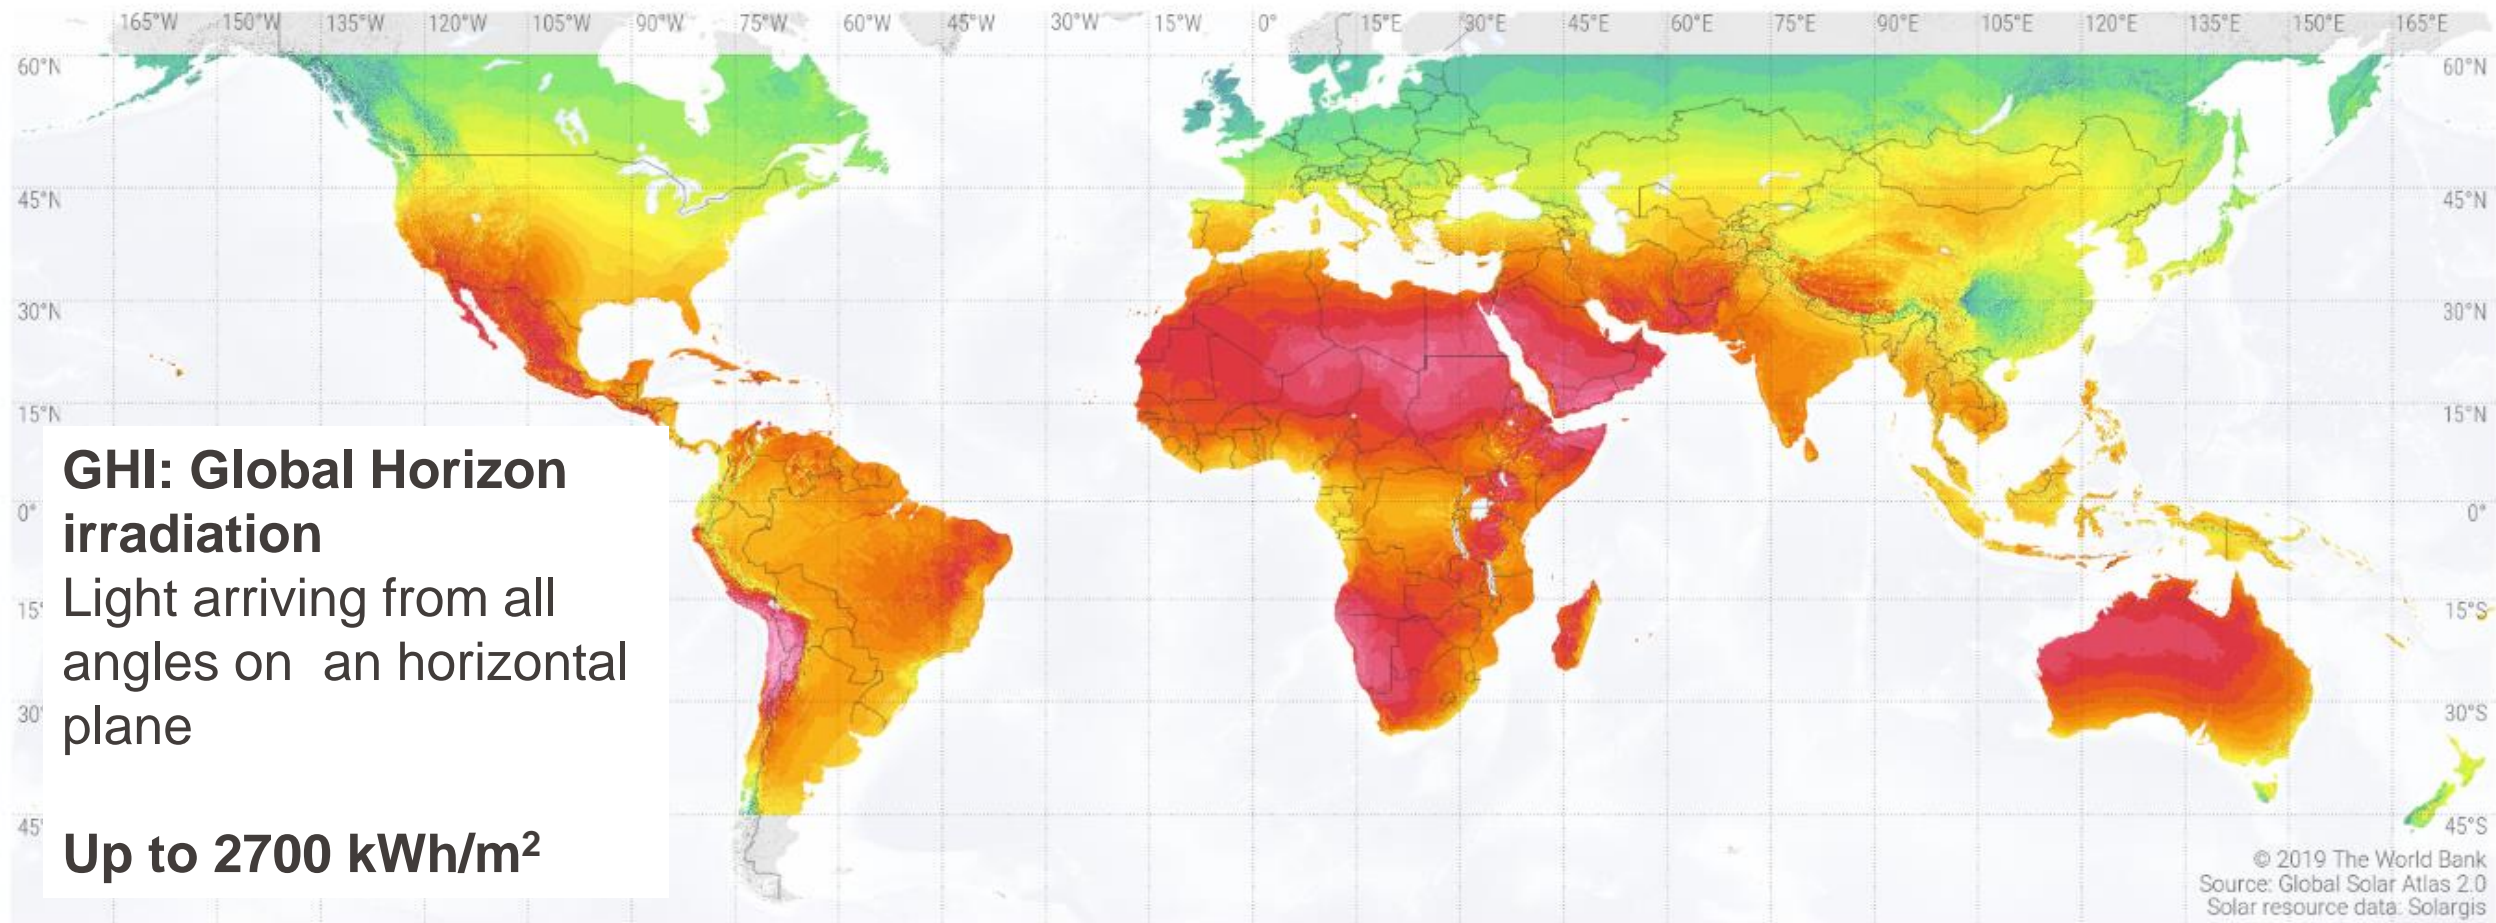 165°W 150°W 135°W 120°W 105°W 90°W 75°W 60°W 45°W 30°W 15°W 0° 15°E 30°E 45°E 60°E 75°E 90°E 105°E 120°E 135°E 150°E 165°E
60°N 60°N
45°N 45°N
30°N 30°N
15°N 15°N
GHI: Global Horizon
irradiation
0° 0°
Light arriving from all
15° 15°S
angles on an horizontal
plane
30° 30°S
45° 45°S
Up to 2700 kWh/m²
© 2019 The World Bank
Source: Global Solar Atlas 2.0
Solar resource data: Solargis